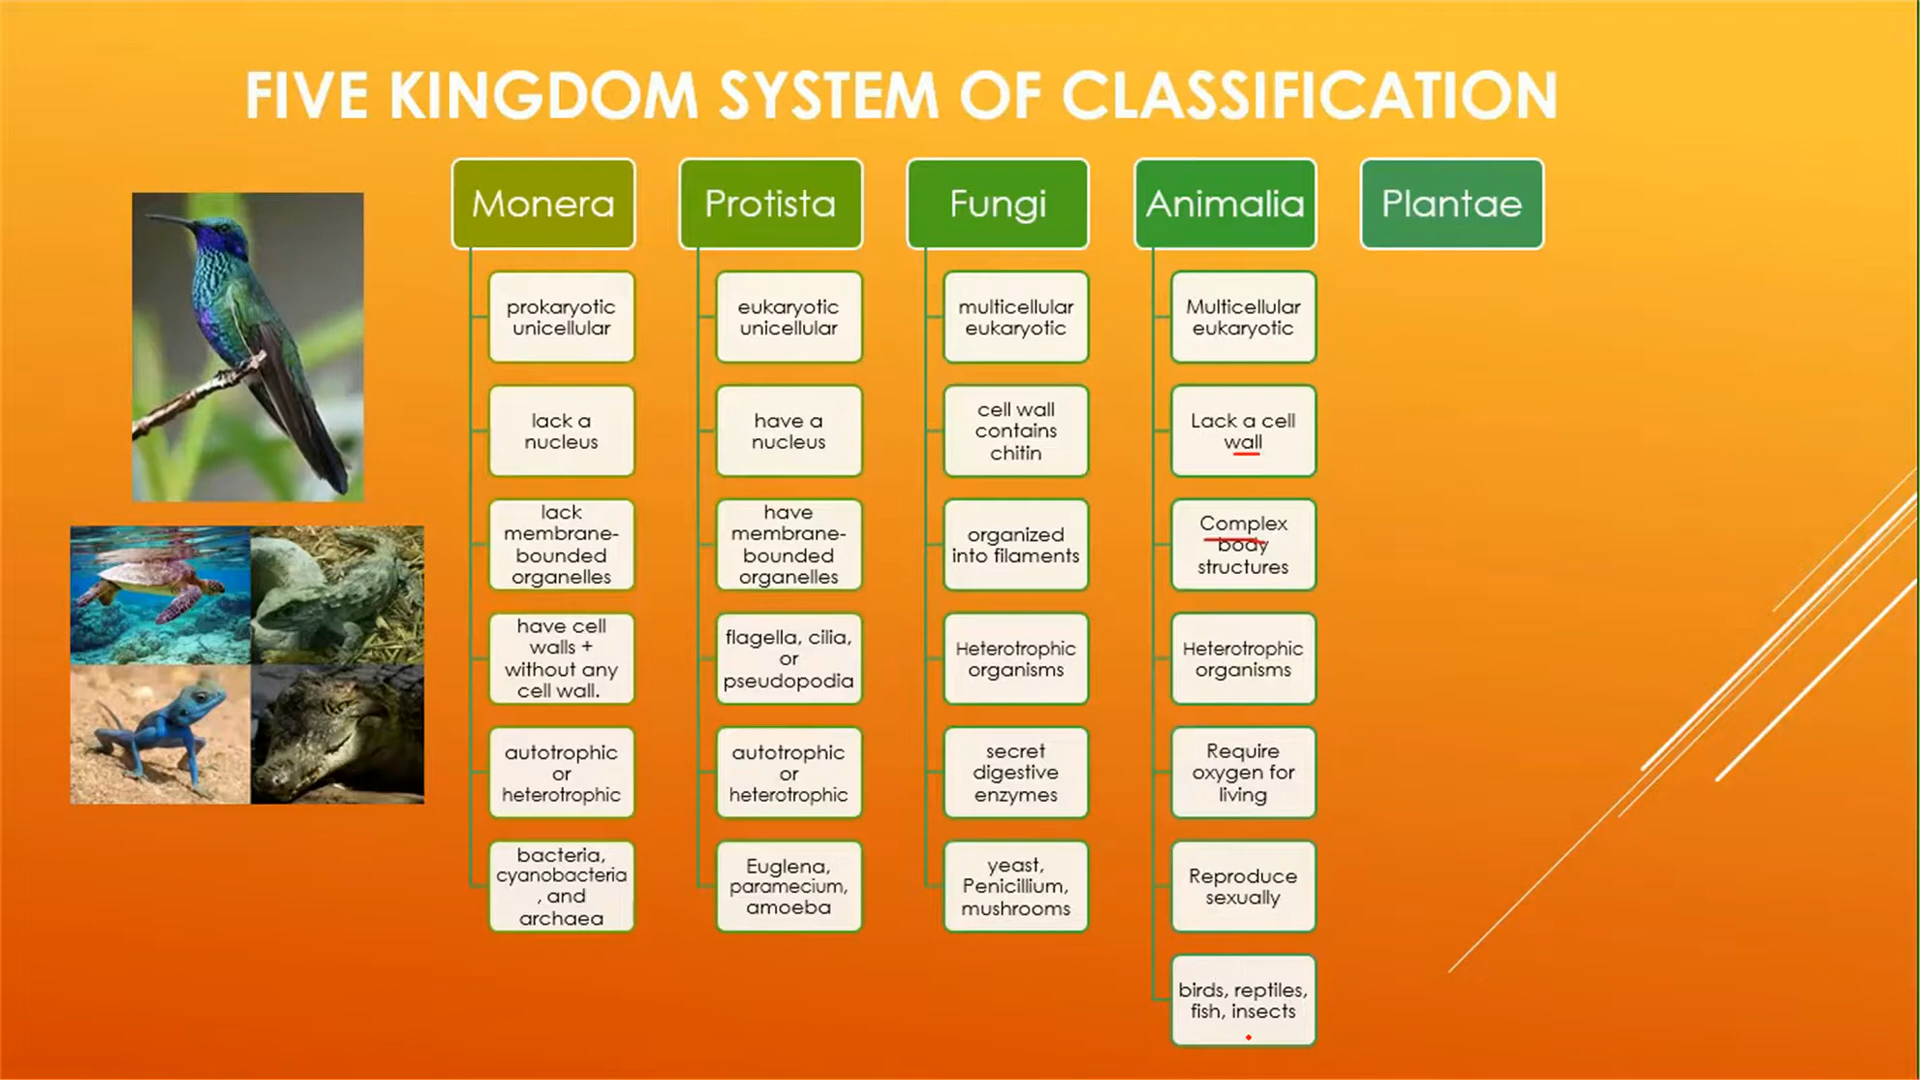 FIVE KINGDOM SYSTEM OF CLASSIFICATION
Monera
prokaryotic
unicellular
lack a
nucleus
lack
membrane-
bounded
organelles
have cell
walls +
without any
cell wall.
autotrophic
or
heterotrophic
bacteria,
cyanobacteria
, and
archaea
Protista
eukaryotic
unicellular
have a
nucleus
have
membrane-
bounded
organelles
flagella, cilia,
or
pseudopodia
autotrophic
or
heterotrophic
Euglena,
paramecium,
amoeba
Fungi
multicellular
eukaryotic
cell wall
contains
chitin
organized
into filaments
Heterotrophic
organisms
secret
digestive
enzymes
yeast,
Penicillium,
mushrooms
Animalia
Multicellular
eukaryotic
Lack a cell
wall
Complex
body
structures
Heterotrophic
organisms
Require
oxygen for
living
Reproduce
sexually
birds, reptiles,
fish, insects
Plantae